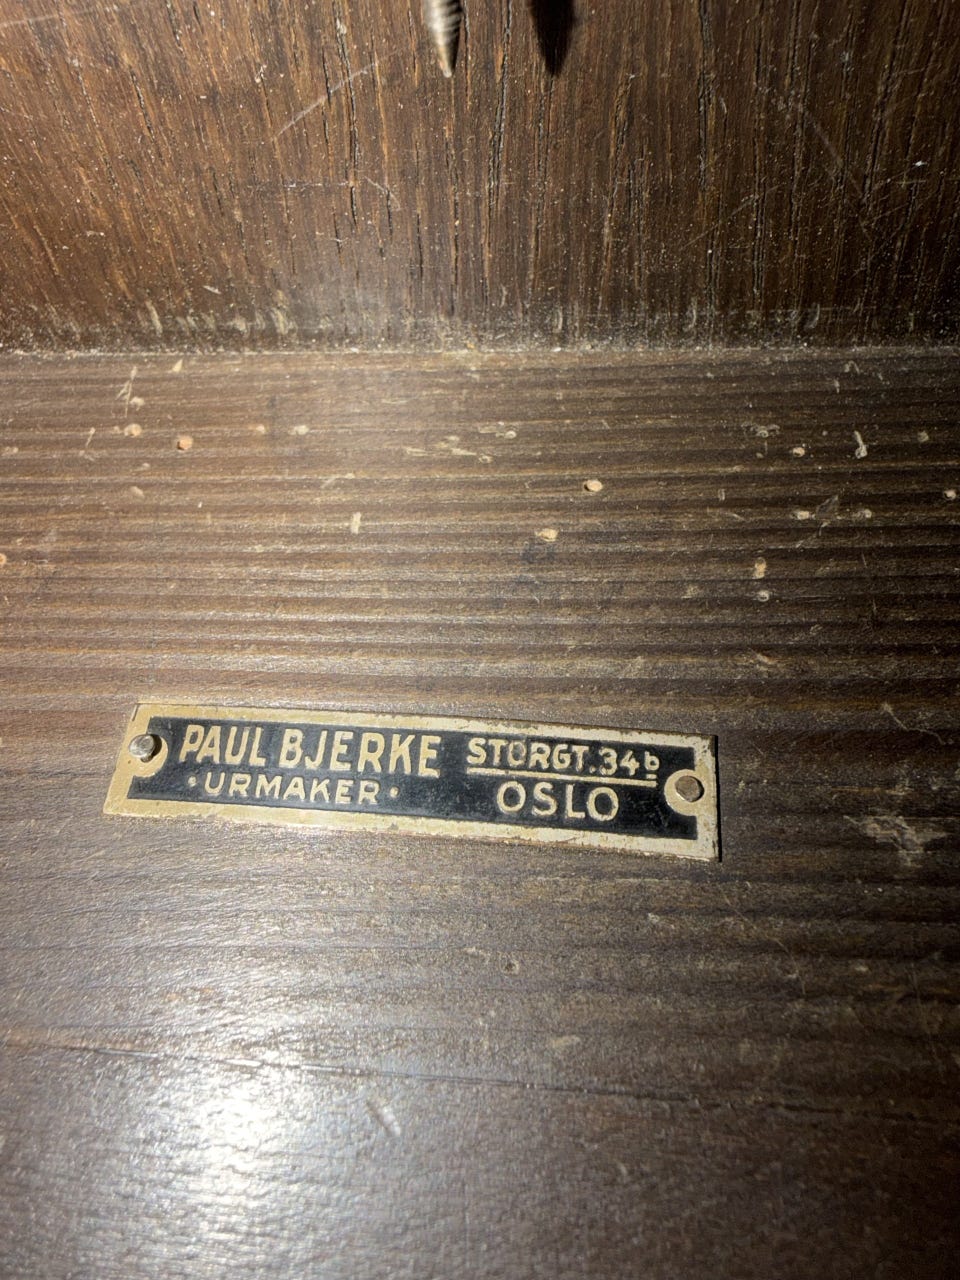 PAUL BJERKE
·URMAKER·
STORGT.34b
OSLO